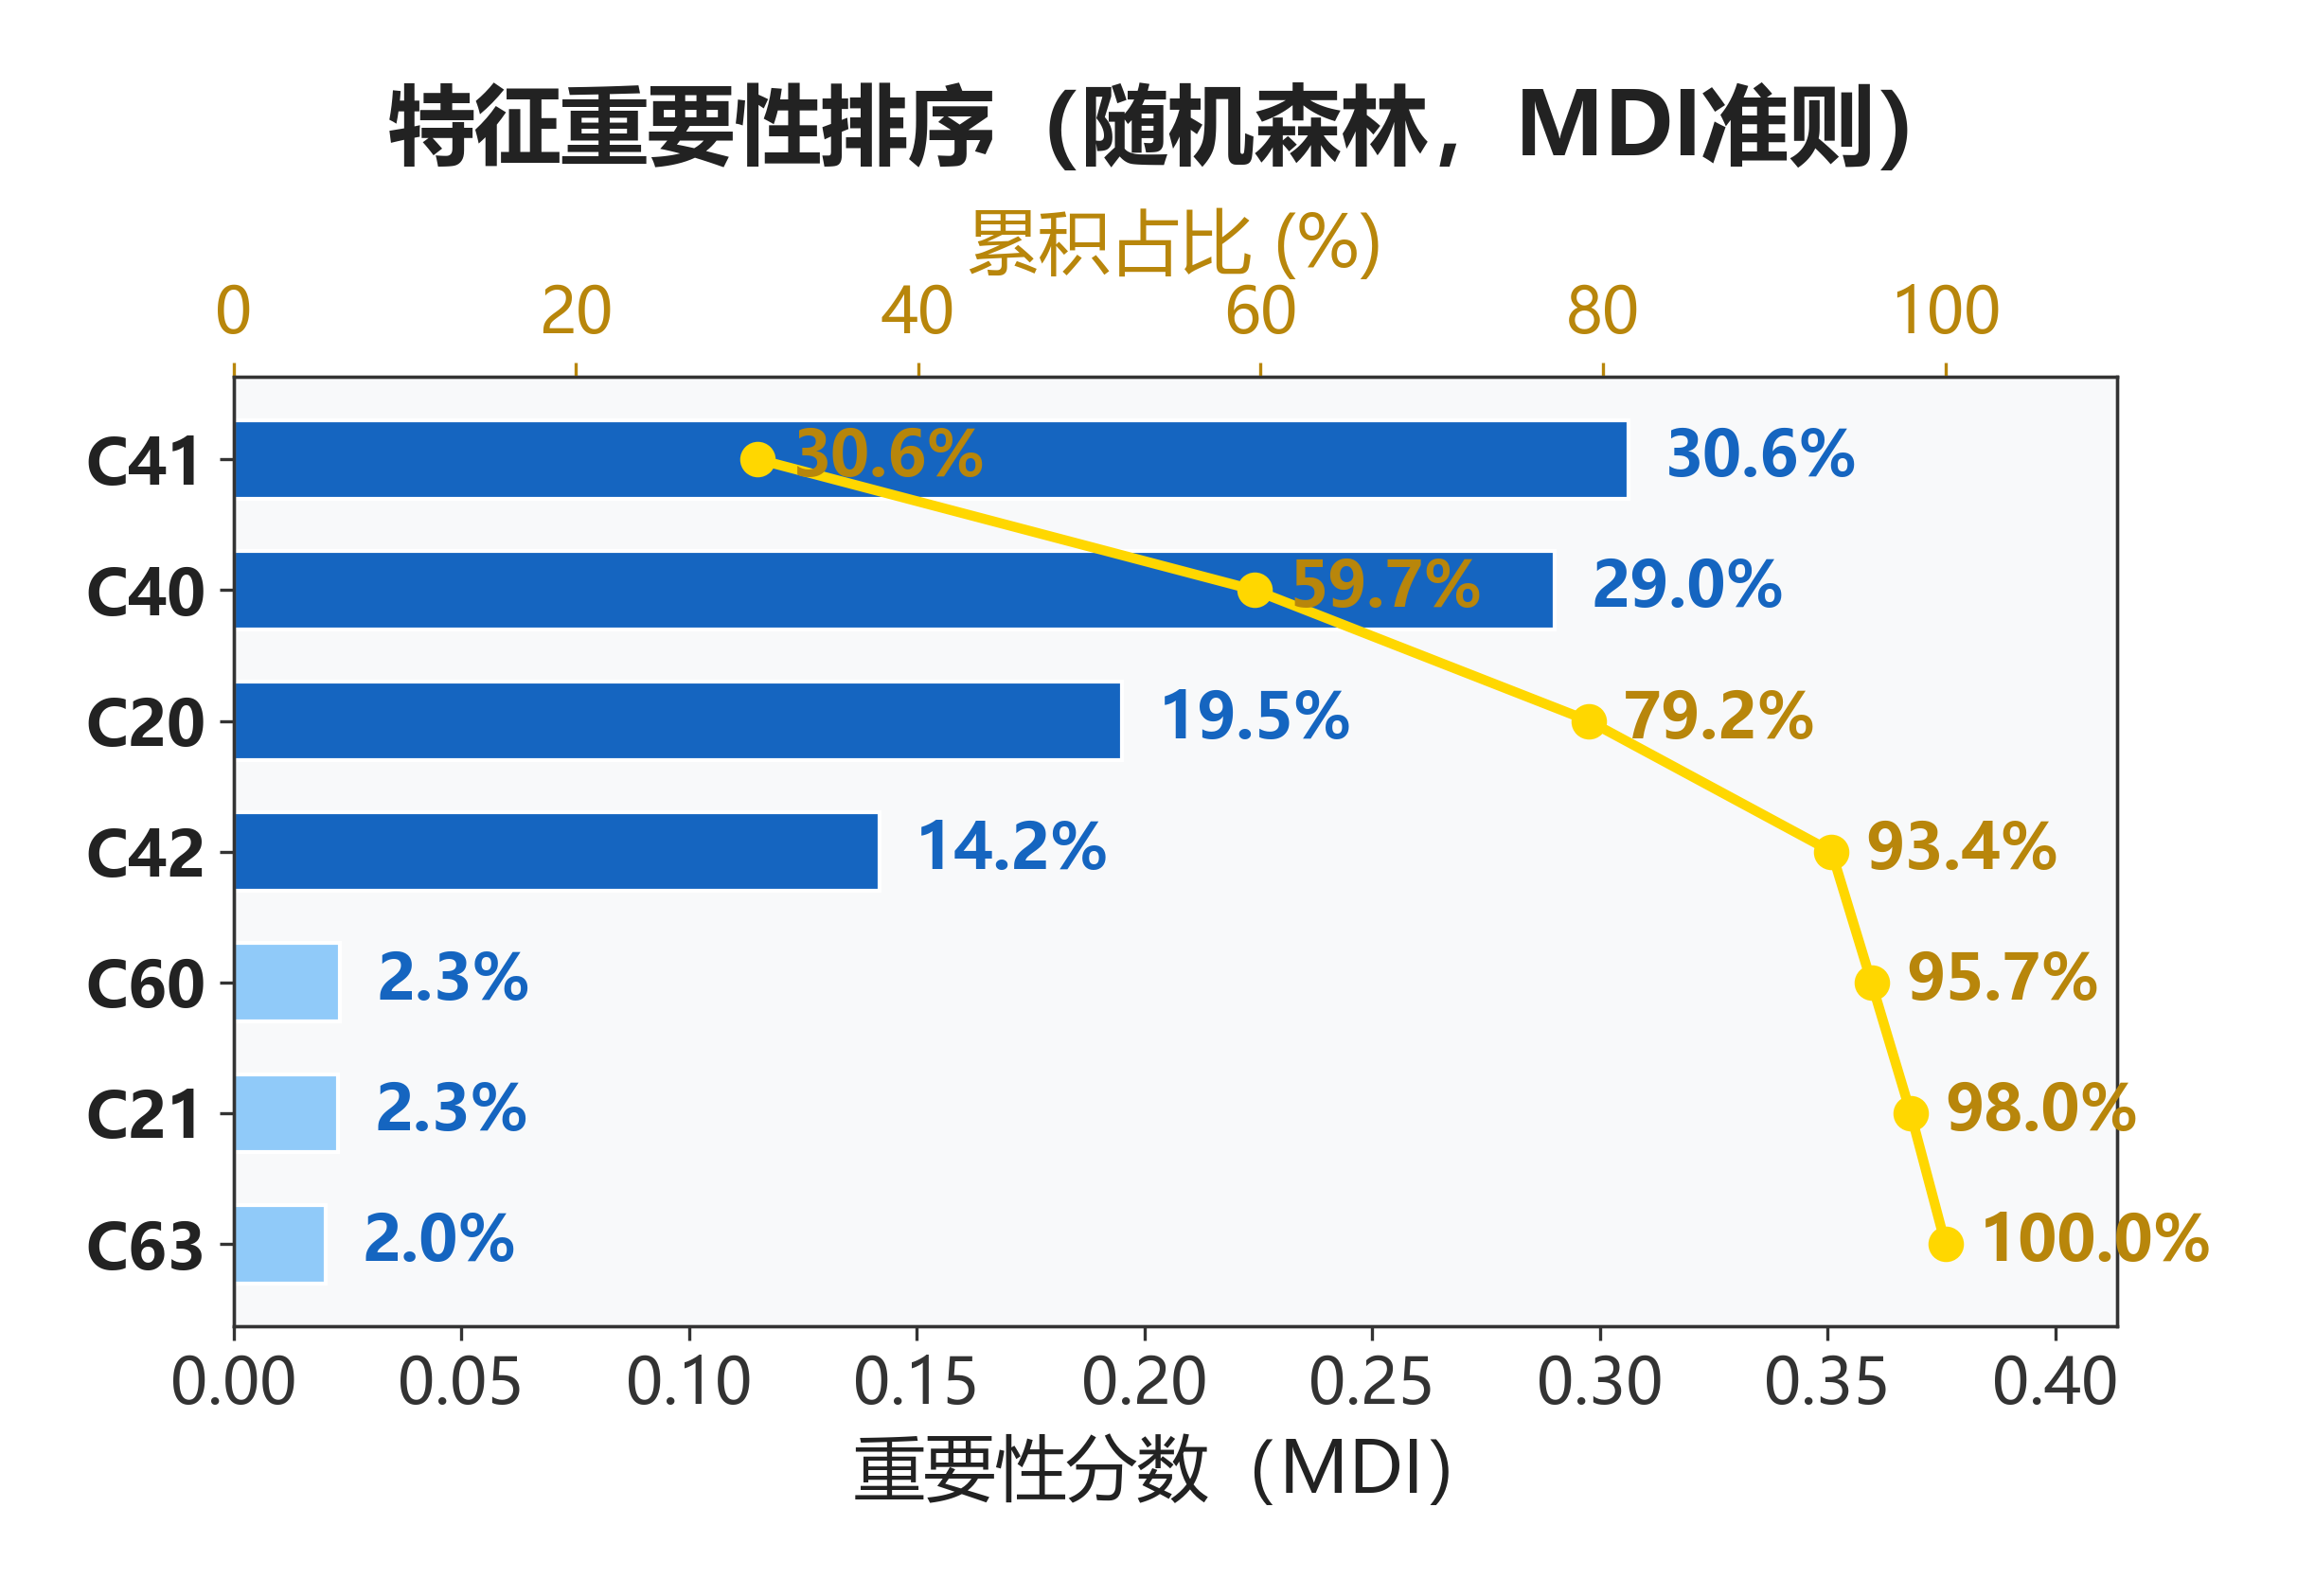 特征重要性排序（随机森林，MDI准则）
累积占比 (%)
0 20 40 60 80 100
C41 30.6% 30.6%
C40 59.7% 29.0%
C20 19.5% 79.2%
C42 14.2% 93.4%
C60 2.3% 95.7%
C21 2.3% 98.0%
C63 2.0% 100.0%
0.00 0.05 0.10 0.15 0.20 0.25 0.30 0.35 0.40
重要性分数（MDI）